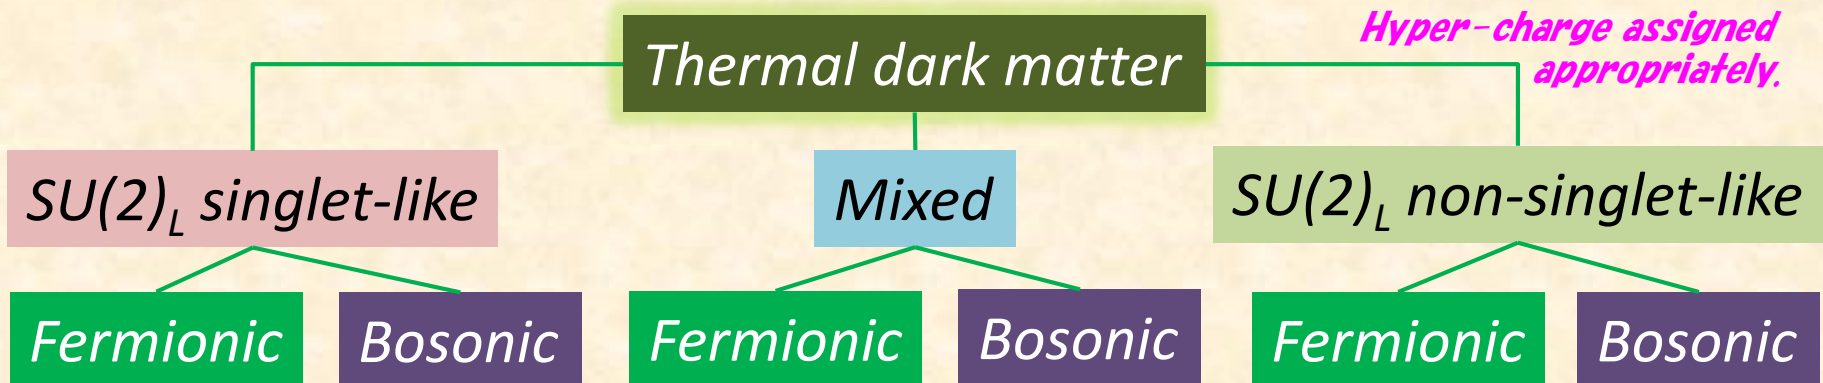 Thermal dark matter
Hyper-charge assigned
appropriately.
SU(2)L singlet-like
Mixed
SU(2)L non-singlet-like
Fermionic
Bosonic
Fermionic
Bosonic
Fermionic
Bosonic